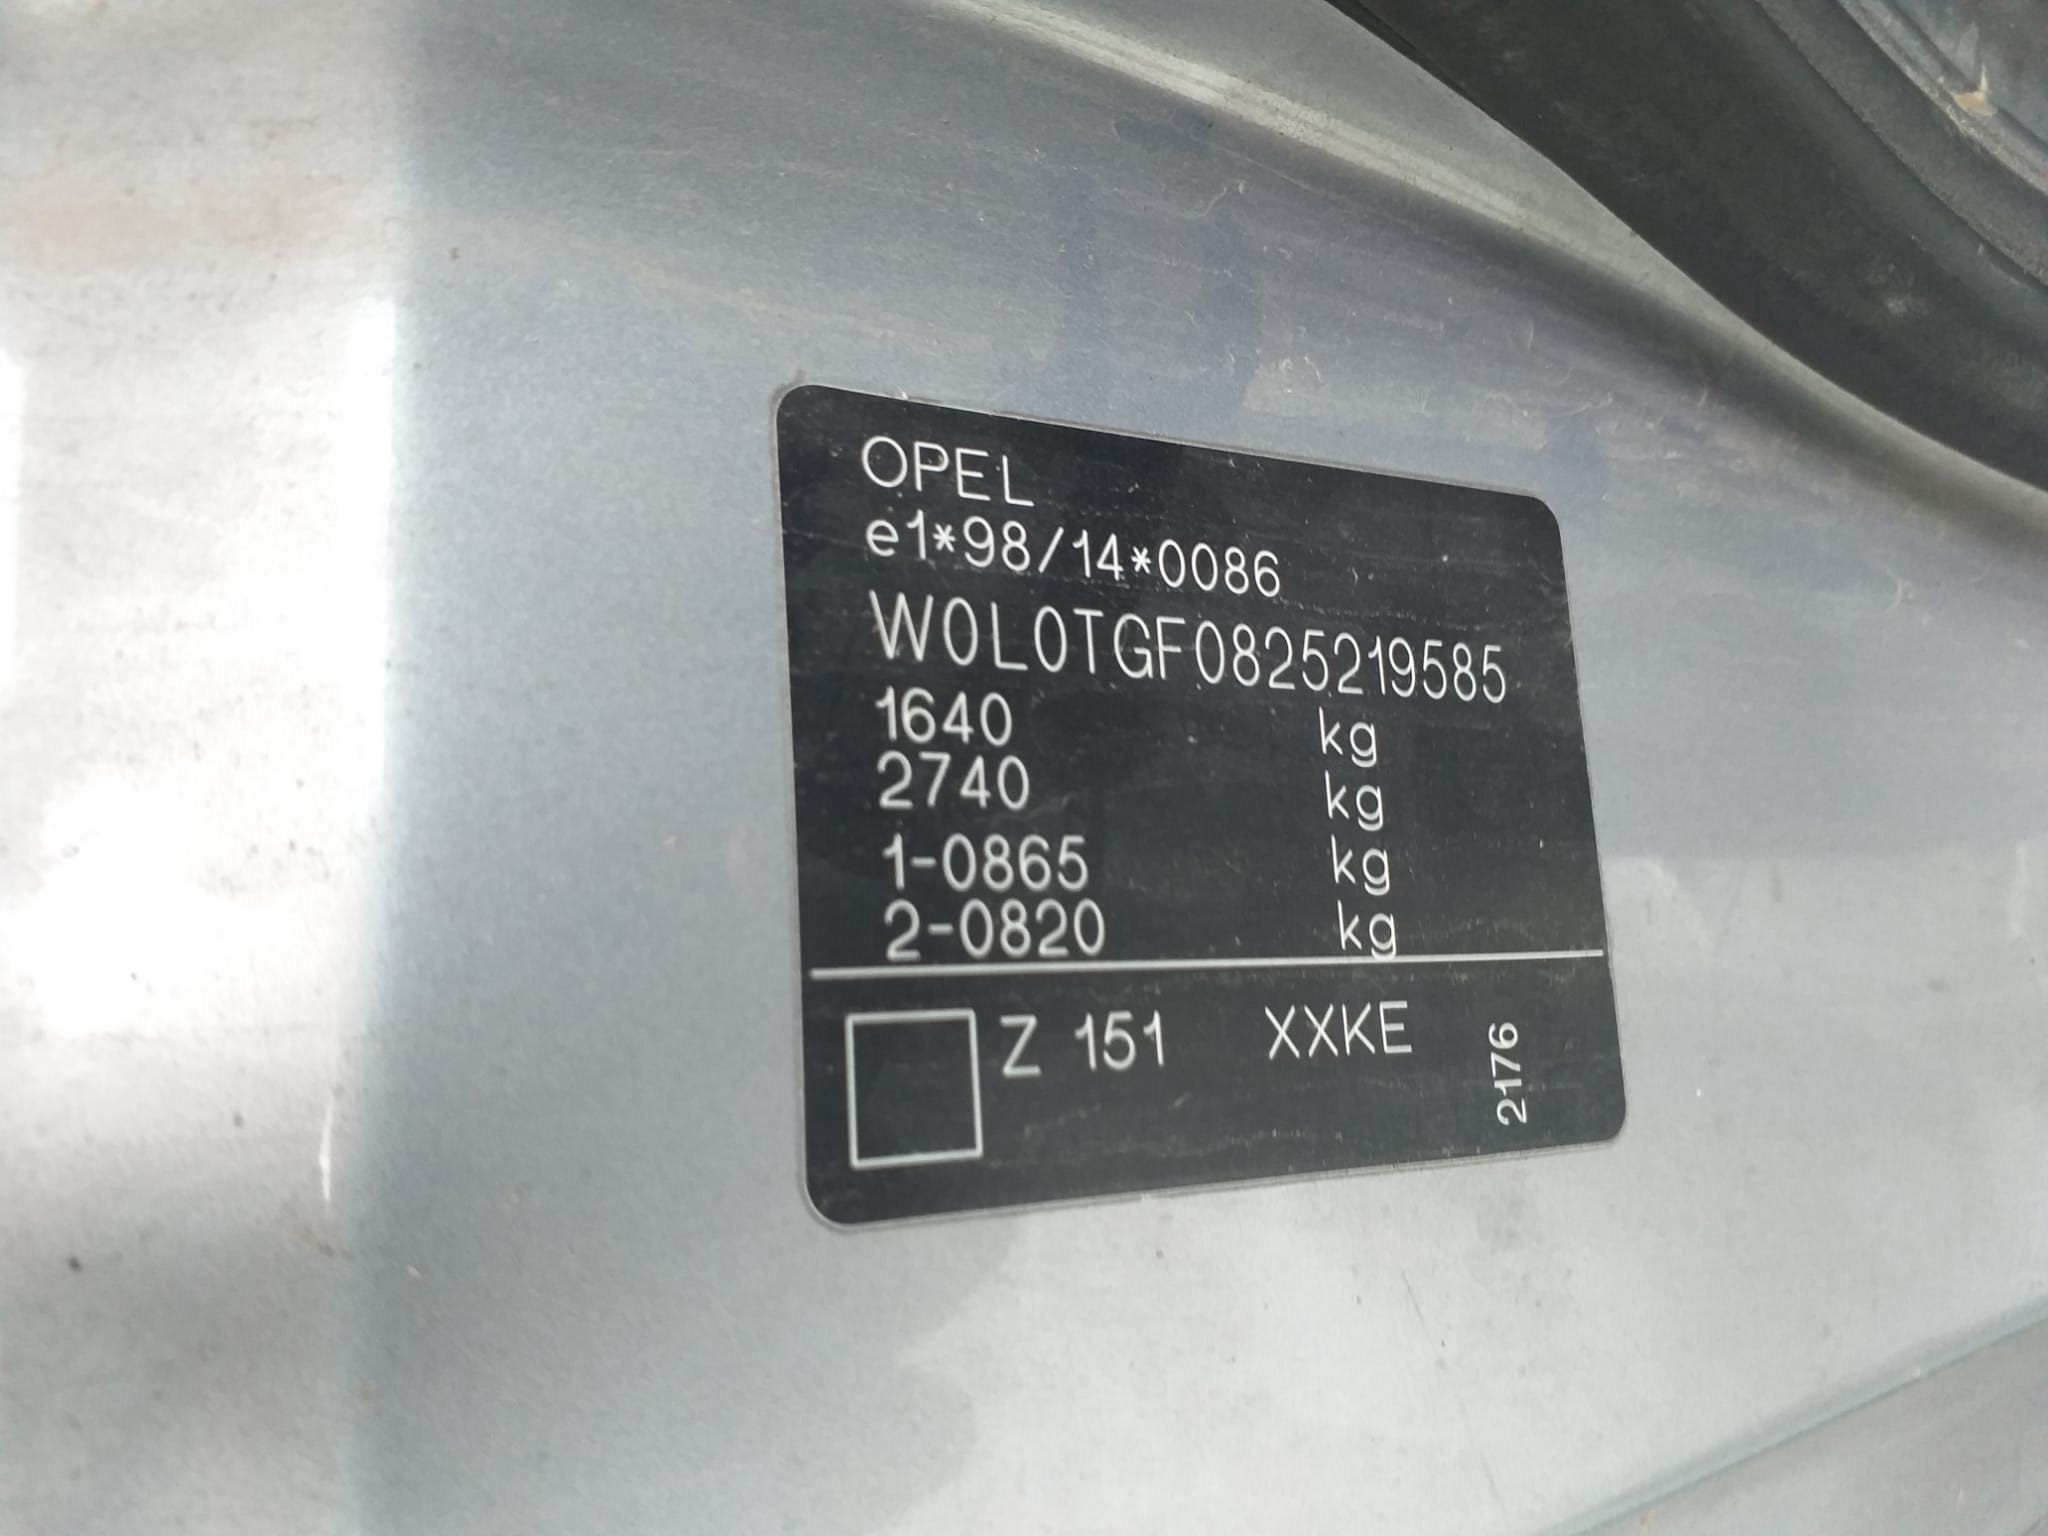 OPEL
e1*98/14*0086
W0L0TGF0825219585
1640 kg
2740 kg
1-0865 kg
2-0820 kg
Z 151 XXKE
2176